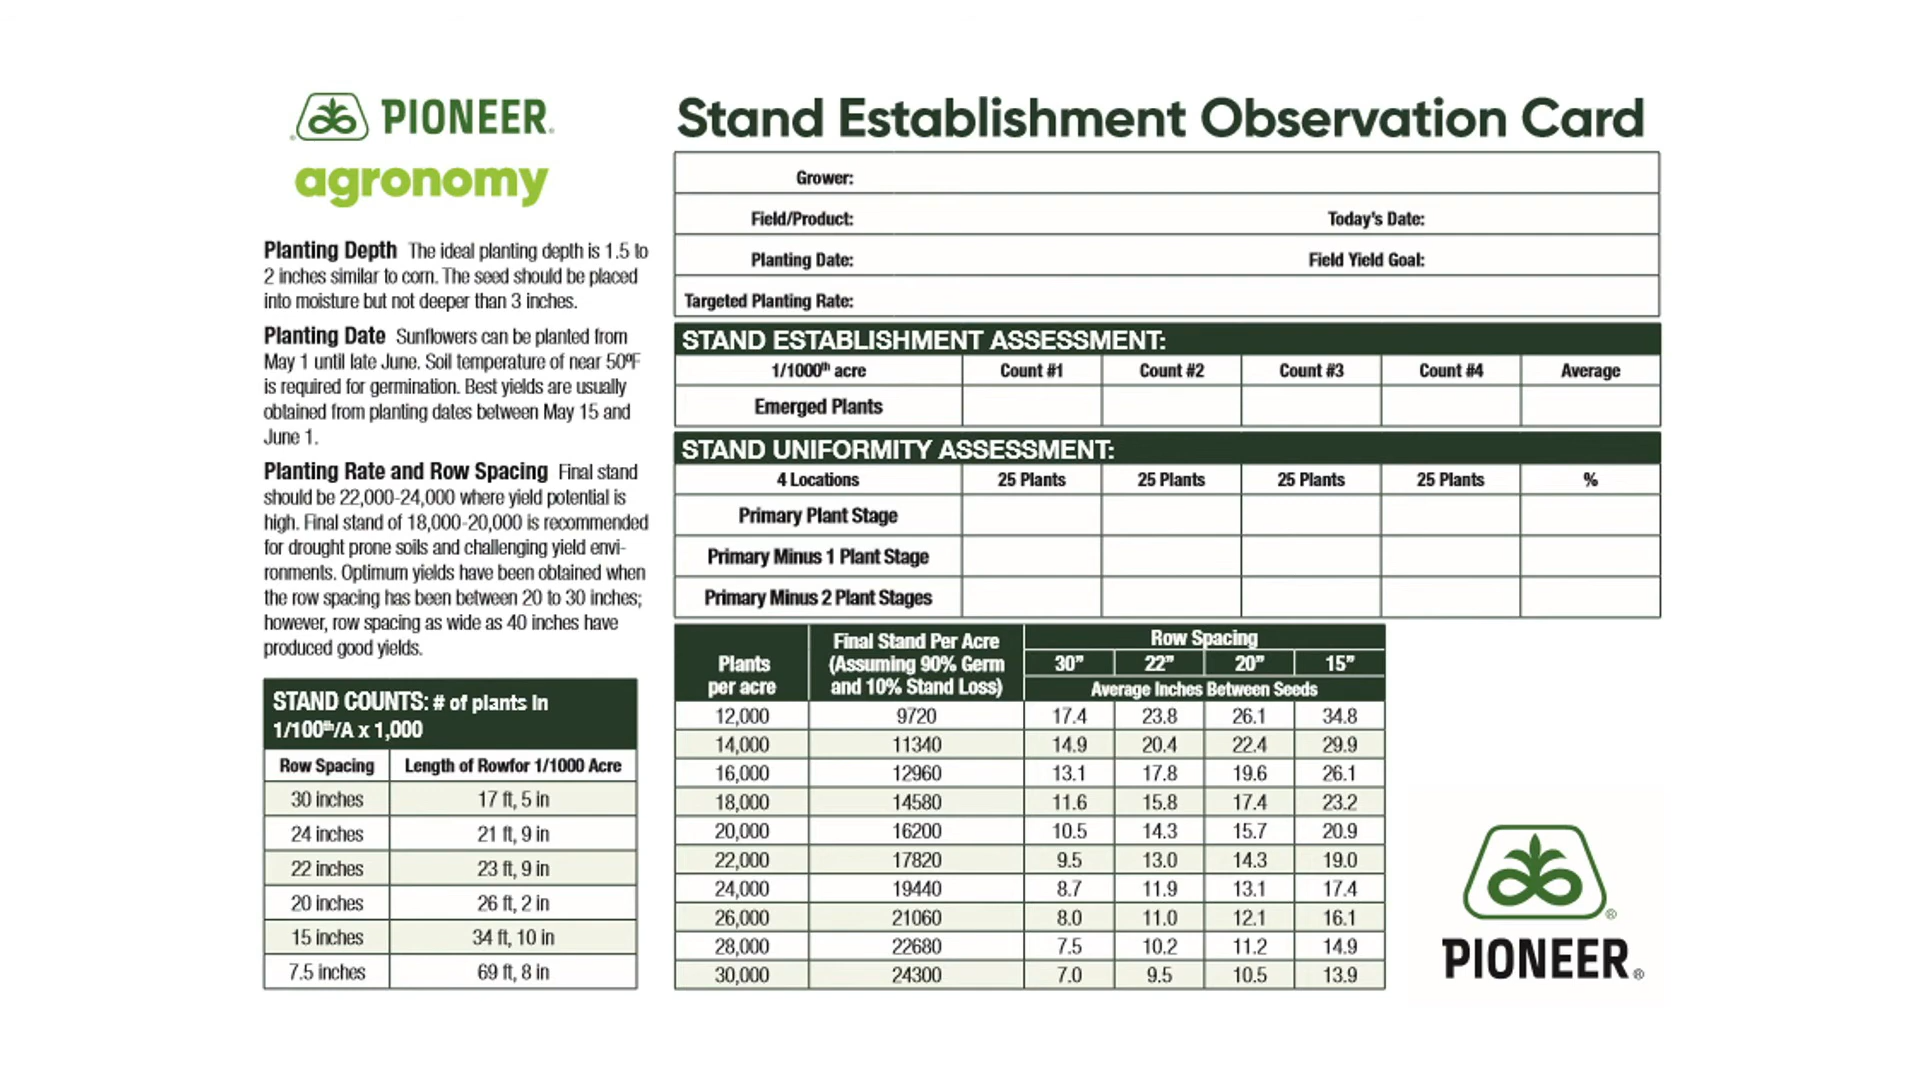 PIONEER®
agronomy
Planting Depth The ideal planting depth is 1.5 to
2 inches similar to corn. The seed should be placed
into moisture but not deeper than 3 inches.
Planting Date Sunflowers can be planted from
May 1 until late June. Soil temperature of near 50ºF
is required for germination. Best yields are usually
obtained from planting dates between May 15 and
June 1.
Planting Rate and Row Spacing Final stand
should be 22,000-24,000 where yield potential is
high. Final stand of 18,000-20,000 is recommended
for drought prone soils and challenging yield envi-
ronments. Optimum yields have been obtained when
the row spacing has been between 20 to 30 inches;
however, row spacing as wide as 40 inches have
produced good yields.
STAND COUNTS: # of plants In
1/100th/A x 1,000
Row Spacing Length of Rowfor 1/1000 Acre
30 inches 17 ft, 5 in
24 inches 21 ft, 9 in
22 inches 23 ft, 9 in
20 inches 26 ft, 2 in
15 inches 34 ft, 10 in
7.5 inches 69 ft, 8 in
Stand Establishment Observation Card
Grower:
Field/Product: Today's Date:
Planting Date: Field Yield Goal:
Targeted Planting Rate:
STAND ESTABLISHMENT ASSESSMENT:
1/1000th acre Count #1 Count #2 Count #3 Count #4 Average
Emerged Plants
STAND UNIFORMITY ASSESSMENT:
4 Locations 25 Plants 25 Plants 25 Plants 25 Plants %
Primary Plant Stage
Primary Minus 1 Plant Stage
Primary Minus 2 Plant Stages
Plants
per acre
Final Stand Per Acre
(Assuming 90% Germ
and 10% Stand Loss)
Row Spacing
30” 22” 20” 15”
Average Inches Between Seeds
12,000 9720 17.4 23.8 26.1 34.8
14,000 11340 14.9 20.4 22.4 29.9
16,000 12960 13.1 17.8 19.6 26.1
18,000 14580 11.6 15.8 17.4 23.2
20,000 16200 10.5 14.3 15.7 20.9
22,000 17820 9.5 13.0 14.3 19.0
24,000 19440 8.7 11.9 13.1 17.4
26,000 21060 8.0 11.0 12.1 16.1
28,000 22680 7.5 10.2 11.2 14.9
30,000 24300 7.0 9.5 10.5 13.9
PIONEER®